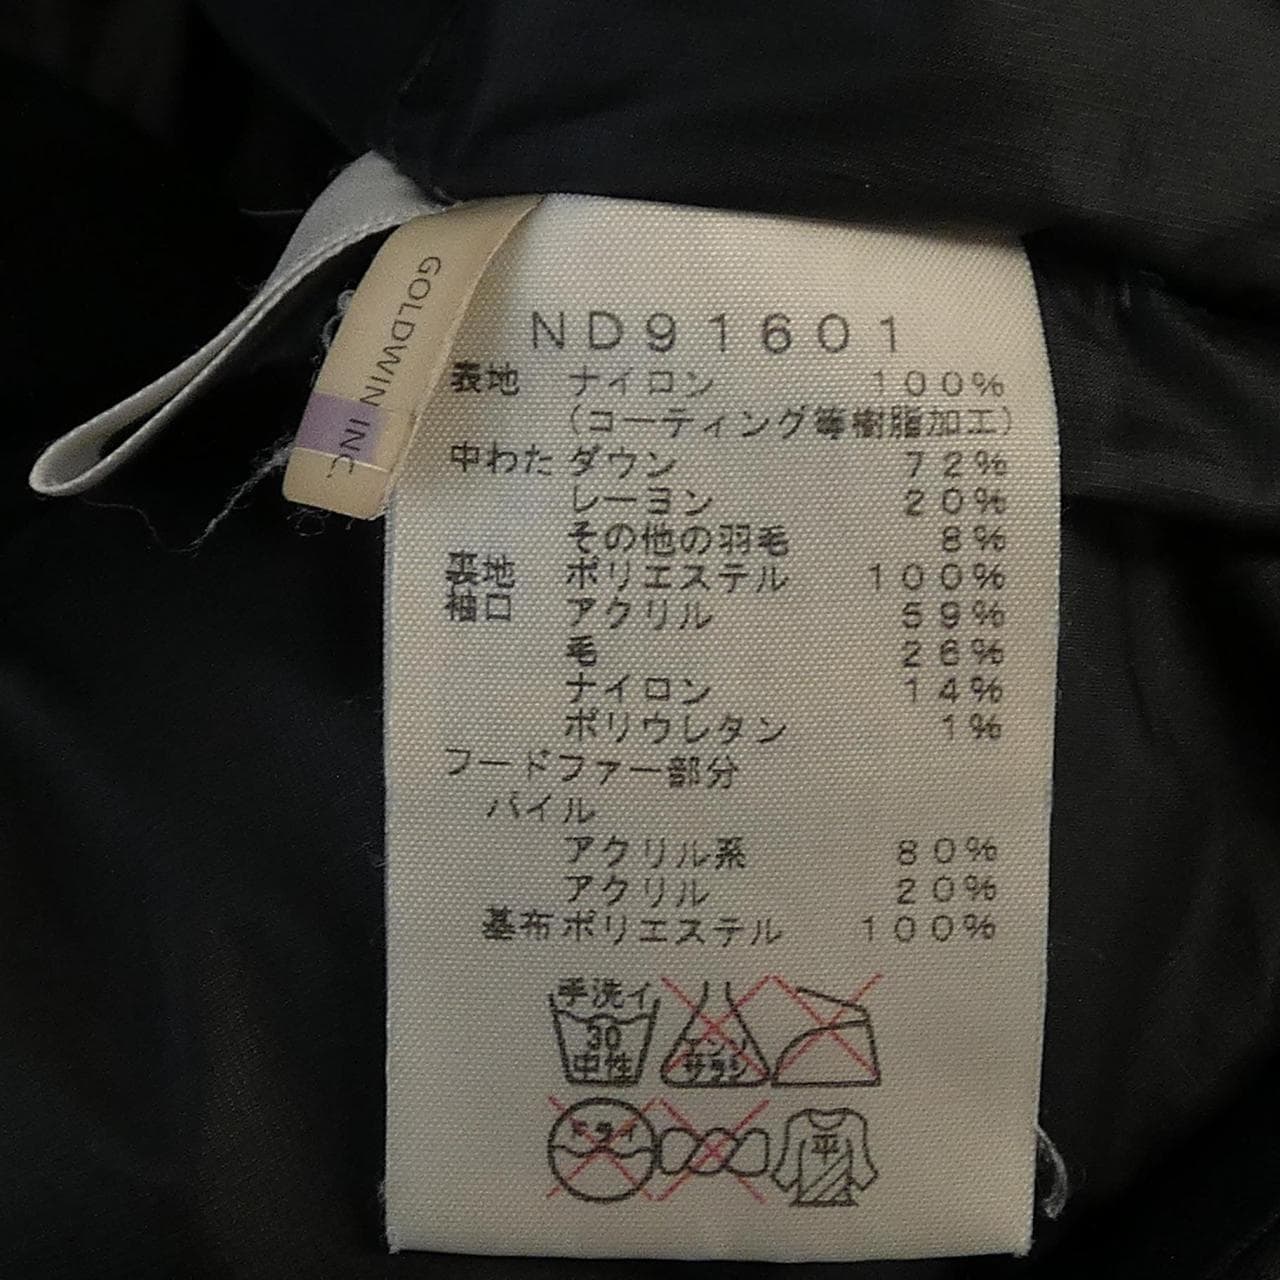 GOLDWIN INC.
ND91601
表地 ナイロン 100%
(コーティング等樹脂加工)
中わた ダウン 72%
レーヨン 20%
その他の羽毛 8%
裏地 ポリエステル 100%
袖口 アクリル 59%
毛 26%
ナイロン 14%
ポリウレタン 1%
フードファー部分
パイル
アクリル系 80%
アクリル 20%
基布 ポリエステル 100%
手洗イ
30
中性
エンソ
サラシ
ドライ
平